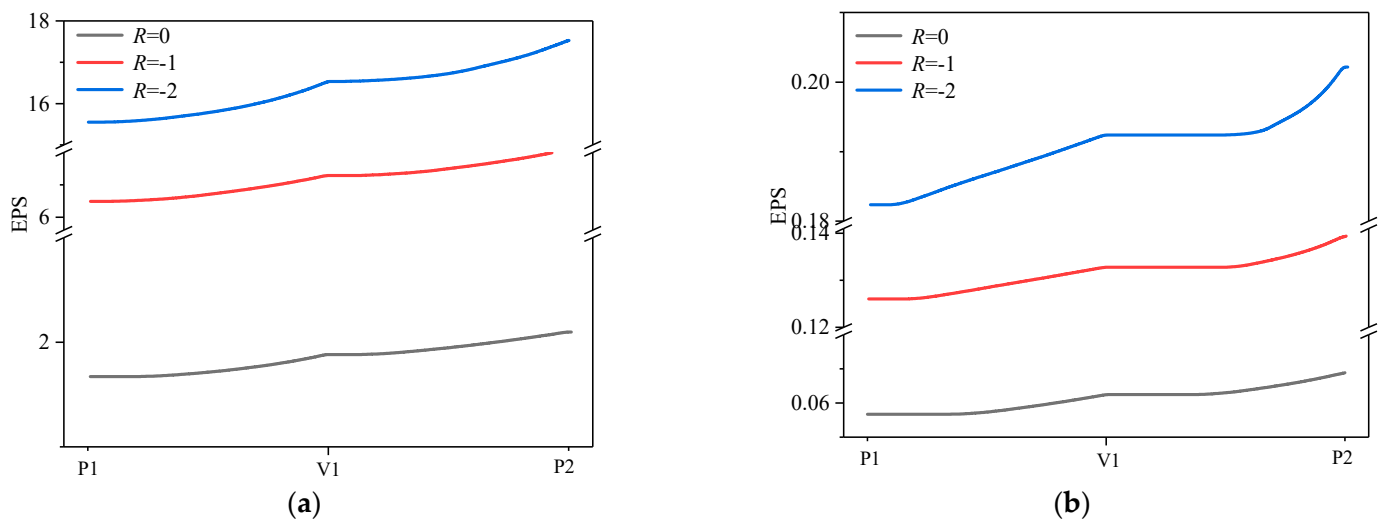 18
16
6
2
EPS
R=0
R=-1
R=-2
P1
V1
P2
(a)
0.20
0.18
0.14
0.12
0.06
EPS
R=0
R=-1
R=-2
P1
V1
P2
(b)